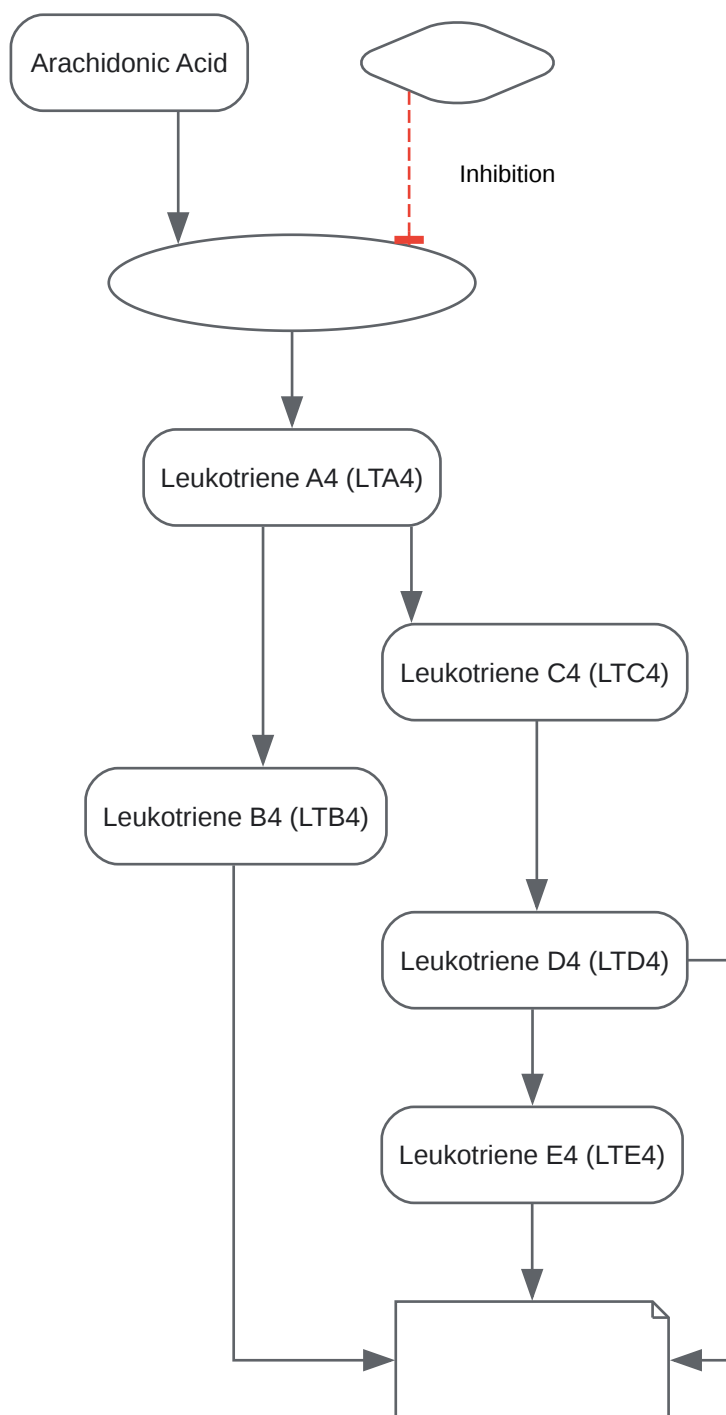 Arachidonic Acid
Inhibition
Leukotriene A4 (LTA4)
Leukotriene C4 (LTC4)
Leukotriene B4 (LTB4)
Leukotriene D4 (LTD4)
Leukotriene E4 (LTE4)